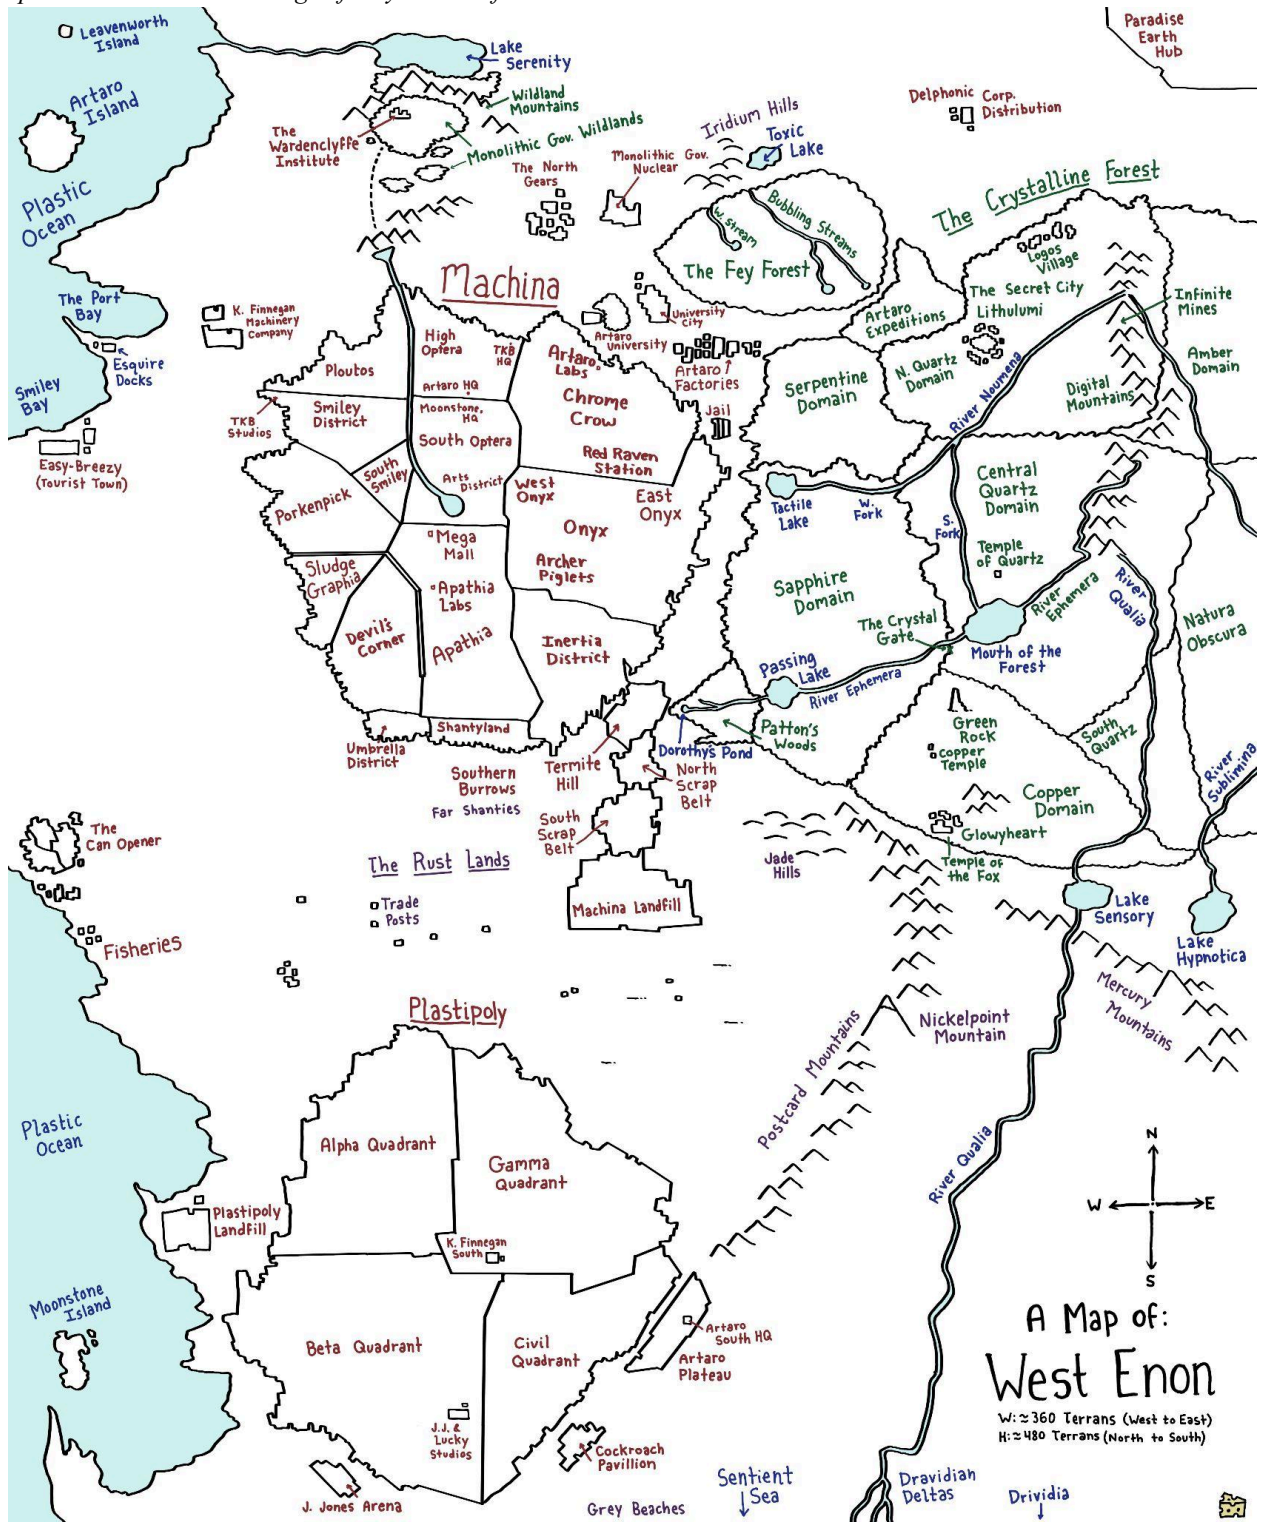 Leavenworth
Island
Artaro
Island
Plastic
Ocean
Lake
Serenity
Wildland
Mountains
The
Wardenclyffe
Institute
Monolithic Gov. Wildlands
The North
Gears
Monolithic Gov.
Nuclear
Iridium Hills
Toxic
Lake
Delphonic Corp.
Distribution
Paradise
Earth
Hub
The Crystalline Forest
W. Stream
Bubbling Streams
The Fey Forest
Logos
Village
The Secret City
Lithulumi
Infinite
Mines
Artaro
Expeditions
N. Quartz
Domain
Amber
Domain
The Port
Bay
Esquire
Docks
Smiley
Bay
Easy-Breezy
(Tourist Town)
K. Finnegan
Machinery
Company
Machina
High
Optera
TKB
HQ
Artaro
Labs
Artaro
University
University
City
Artaro
Factories
Ploutos
Artaro HQ
Chrome
Crow
Serpentine
Domain
River Noumena
Digital
Mountains
TKB
Studios
Smiley
District
Moonstone
HQ
South Optera
Jail
Red Raven
Station
South
Smiley
Arts
District
West
Onyx
East
Onyx
Porkenpick
Onyx
Tactile
Lake
W.
Fork
S.
Fork
Central
Quartz
Domain
Temple
of Quartz
Mega
Mall
Sludge
Graphia
Apathia
Labs
Archer
Piglets
Sapphire
Domain
River
Ephemera
River
Qualia
Natura
Obscura
Devil's
Corner
Apathia
Inertia
District
The Crystal
Gate
Mouth of the
Forest
Passing
Lake
River Ephemera
Umbrella
District
Shantyland
Termite
Hill
Dorothy's Pond
Patton's
Woods
Green
Rock
Copper
Temple
South
Quartz
River
Sublimina
Southern
Burrows
Far Shanties
North
Scrap
Belt
South
Scrap
Belt
Copper
Domain
Glowyheart
Temple of
the Fox
Jade
Hills
The
Can Opener
The Rust Lands
Trade
Posts
Machina Landfill
Lake
Sensory
Lake
Hypnotica
Fisheries
Mercury
Mountains
Plastipoly
Nickelpoint
Mountain
Postcard Mountains
Plastic
Ocean
Alpha Quadrant
Gamma
Quadrant
River Qualia
Plastipoly
Landfill
K. Finnegan
South
N
W
E
S
Moonstone
Island
Beta Quadrant
Civil
Quadrant
Artaro
South HQ
Artaro
Plateau
A Map of:
West Enon
W: ≈360 Terrans (West to East)
H: ≈480 Terrans (North to South)
J.J. &
Lucky
Studios
Cockroach
Pavillion
J. Jones Arena
Grey Beaches
Sentient
Sea
Dravidian
Deltas
Drividia